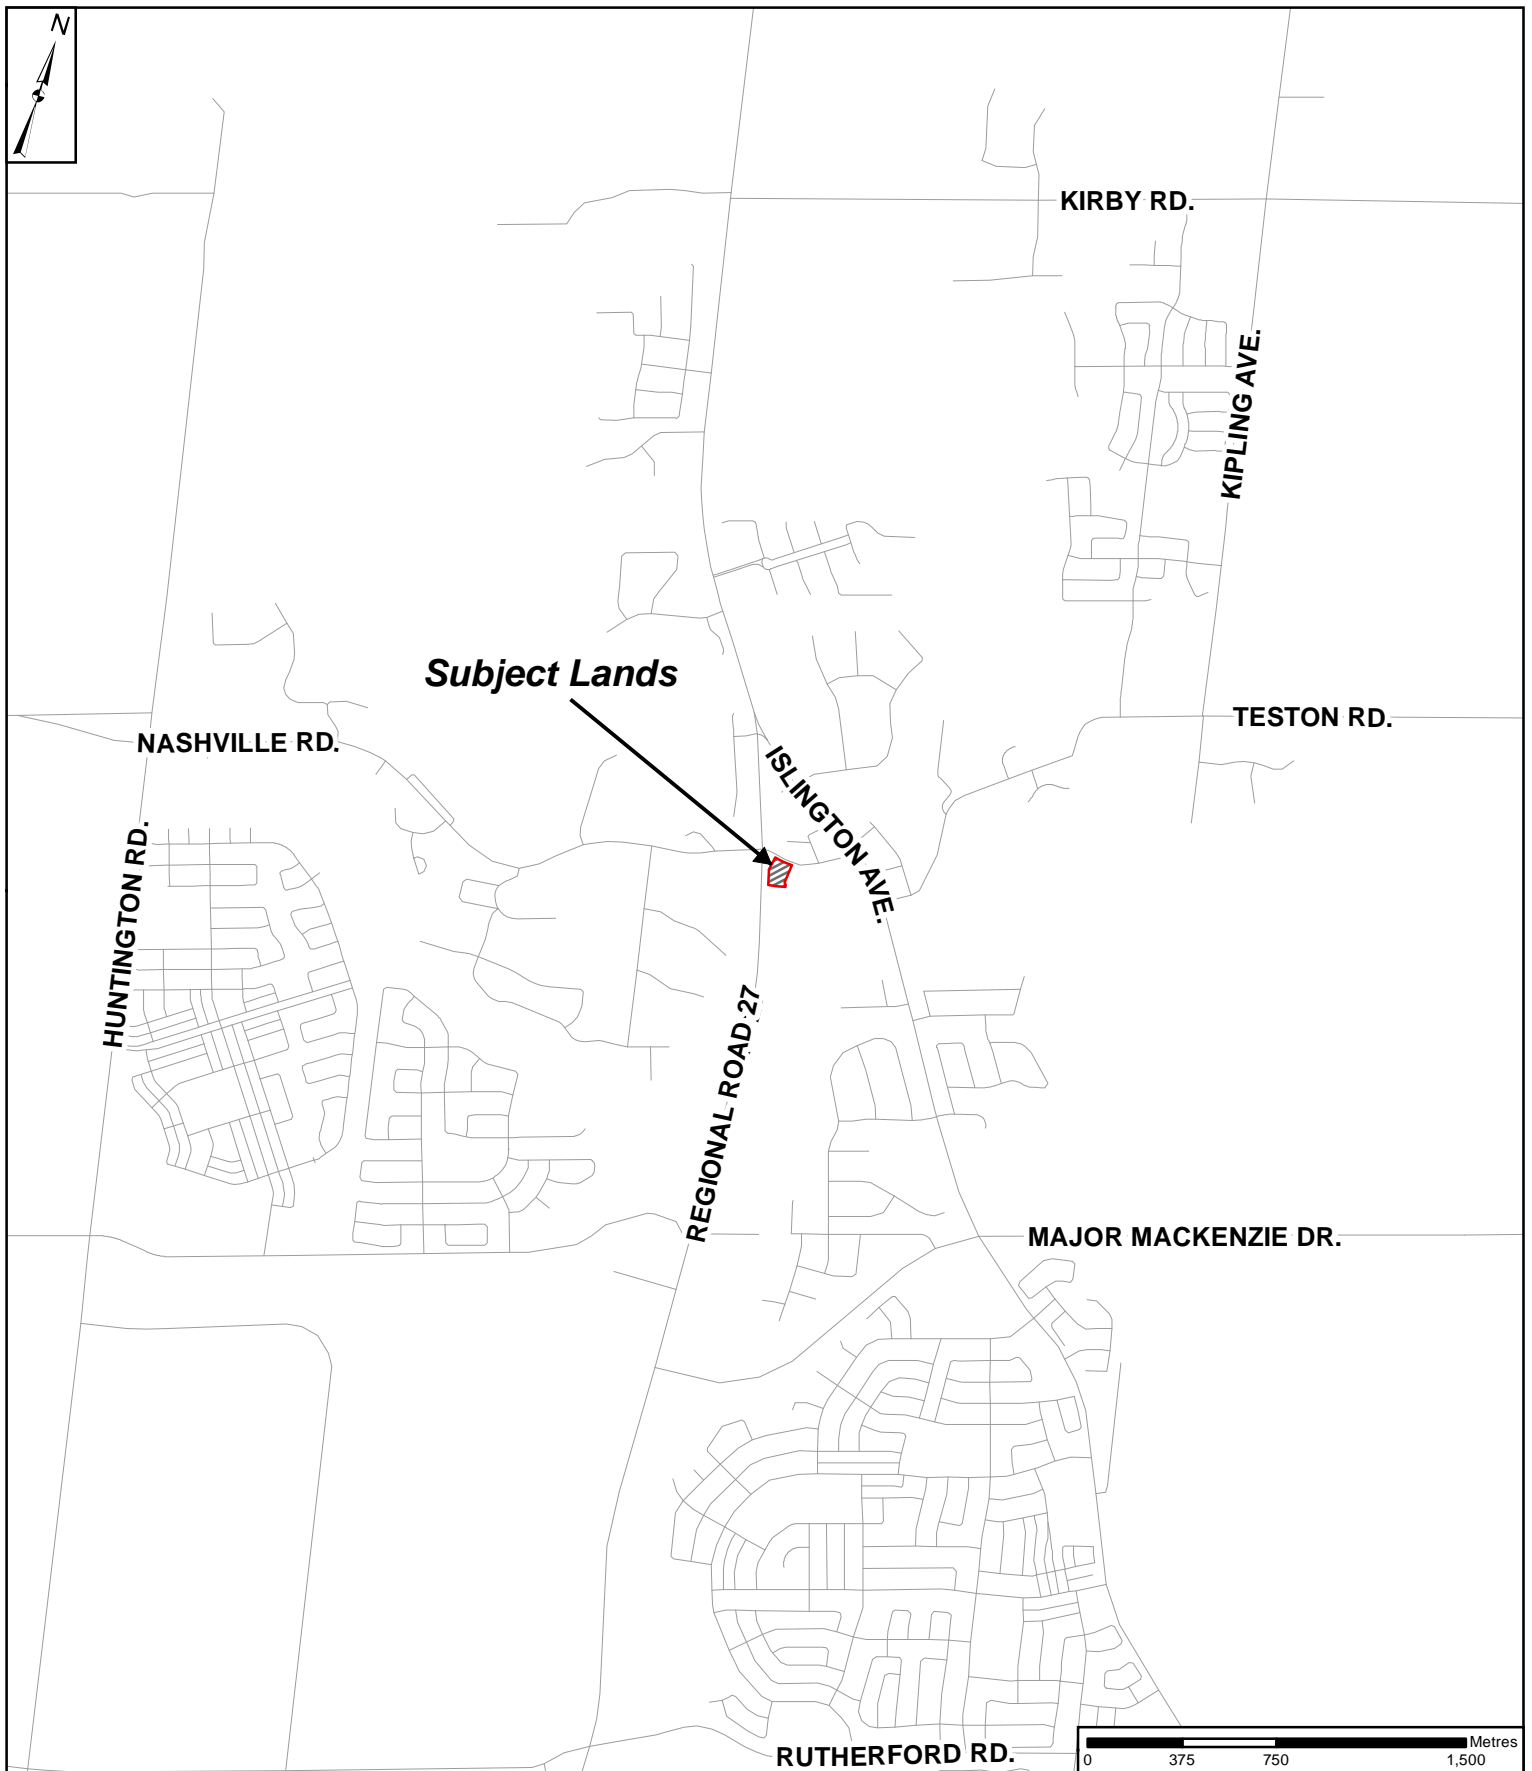 N
KIRBY RD.
KIPLING AVE.
Subject Lands
TESTON RD.
NASHVILLE RD.
ISLINGTON AVE.
HUNTINGTON RD.
REGIONAL ROAD 27
MAJOR MACKENZIE DR.
RUTHERFORD RD.
Metres
0 375 750 1,500